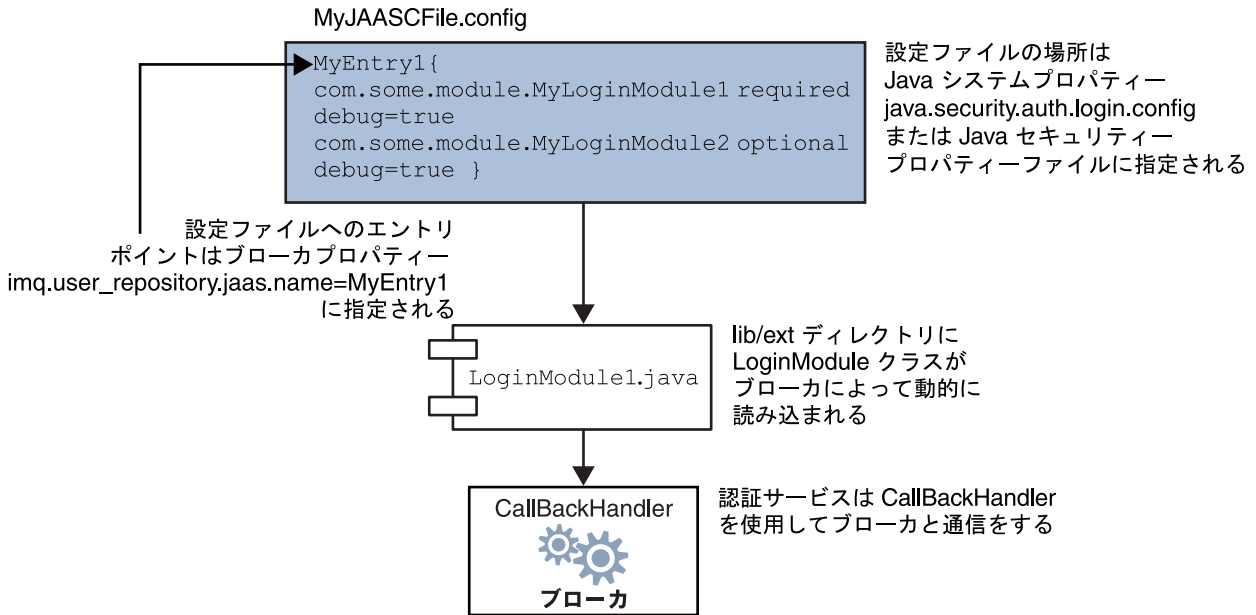 MyJAASCFile.config
MyEntry1{
com.some.module.MyLoginModule1 required
debug=true
com.some.module.MyLoginModule2 optional
debug=true }
設定ファイルの場所は
Java システムプロパティー
java.security.auth.login.config
または Java セキュリティー
プロパティーファイルに指定される
設定ファイルへのエントリ
ポイントはブローカプロパティー
imq.user_repository.jaas.name=MyEntry1
に指定される
LoginModule1.java
lib/ext ディレクトリに
LoginModule クラスが
ブローカによって動的に
読み込まれる
CallBackHandler
ブローカ
認証サービスは CallBackHandler
を使用してブローカと通信をする